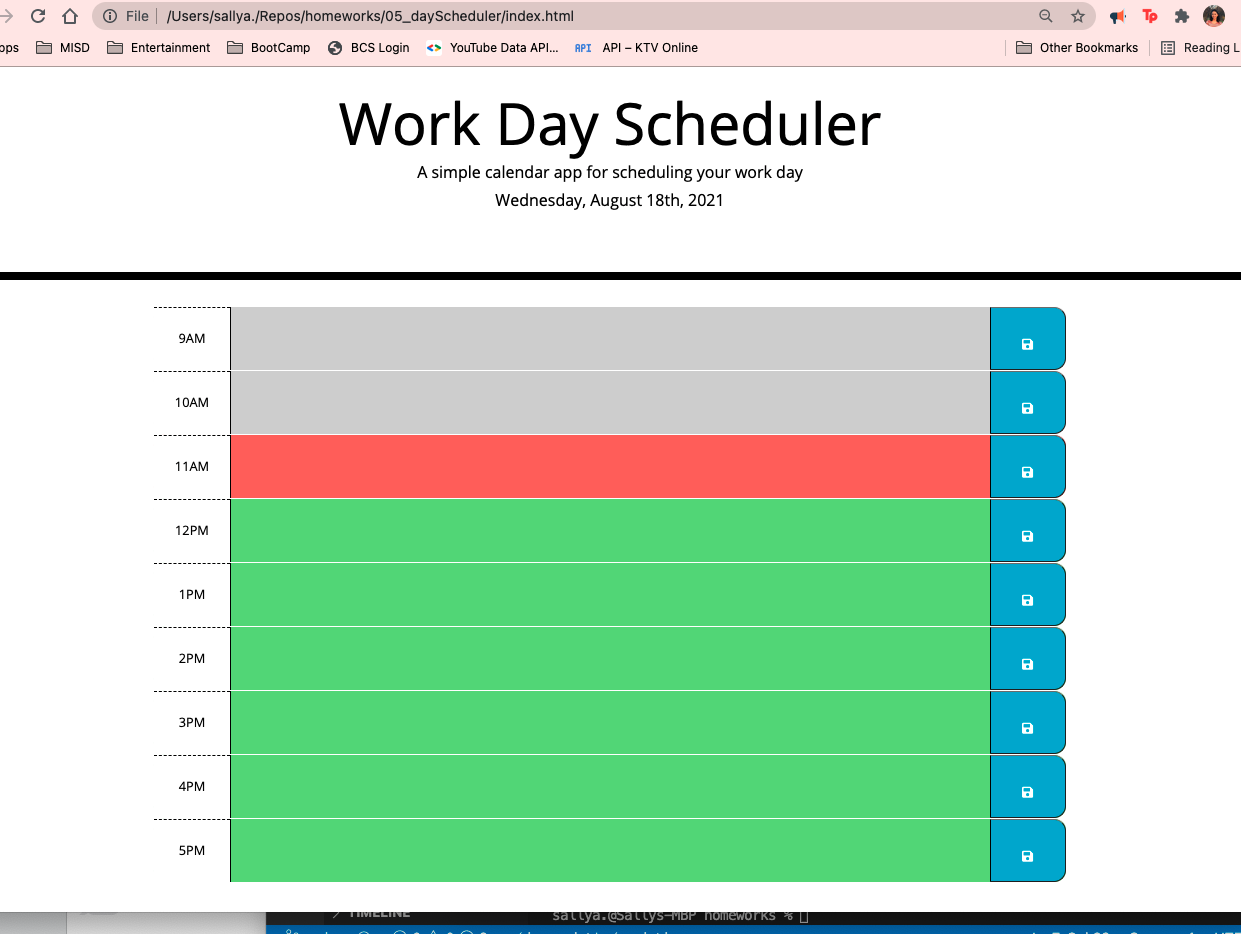 File /Users/sallya./Repos/homeworks/05_dayScheduler/index.html
Tp
MISD Entertainment BootCamp BCS Login YouTube Data API... API API – KTV Online Other Bookmarks Reading
Work Day Scheduler
A simple calendar app for scheduling your work day
Wednesday, August 18th, 2021
9AM
10AM
11AM
12PM
1PM
2PM
3PM
4PM
5PM
TIMELINE sallya.@Sallys-MBP homeworks %